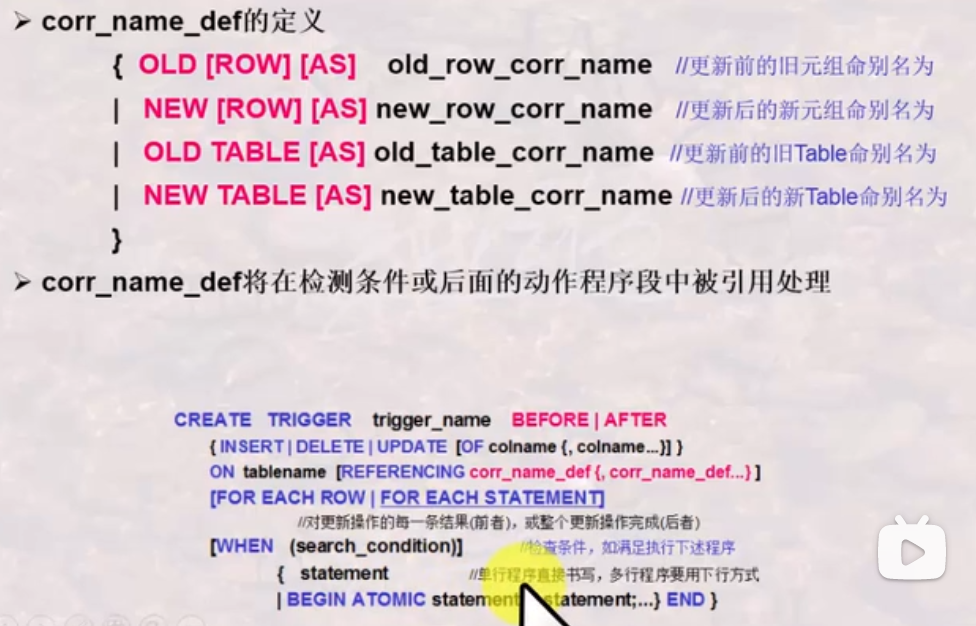 ➤ corr_name_def的定义
{ OLD [ROW] [AS] old_row_corr_name //更新前的旧元组命别名为
| NEW [ROW] [AS] new_row_corr_name //更新后的新元组命别名为
| OLD TABLE [AS] old_table_corr_name //更新前的旧Table命别名为
| NEW TABLE [AS] new_table_corr_name //更新后的新Table命别名为
}
➤ corr_name_def将在检测条件或后面的动作程序段中被引用处理
CREATE TRIGGER trigger_name BEFORE | AFTER
{ INSERT | DELETE | UPDATE [OF colname {, colname...}] }
ON tablename [REFERENCING corr_name_def {, corr_name_def...} ]
[FOR EACH ROW | FOR EACH STATEMENT]
//对更新操作的每一条结果(前者)，或整个更新操作完成(后者)
[WHEN (search_condition)] //检查条件，如满足执行下述程序
{ statement //单行程序直接书写，多行程序要用下行方式
| BEGIN ATOMIC statement statement;...} END }